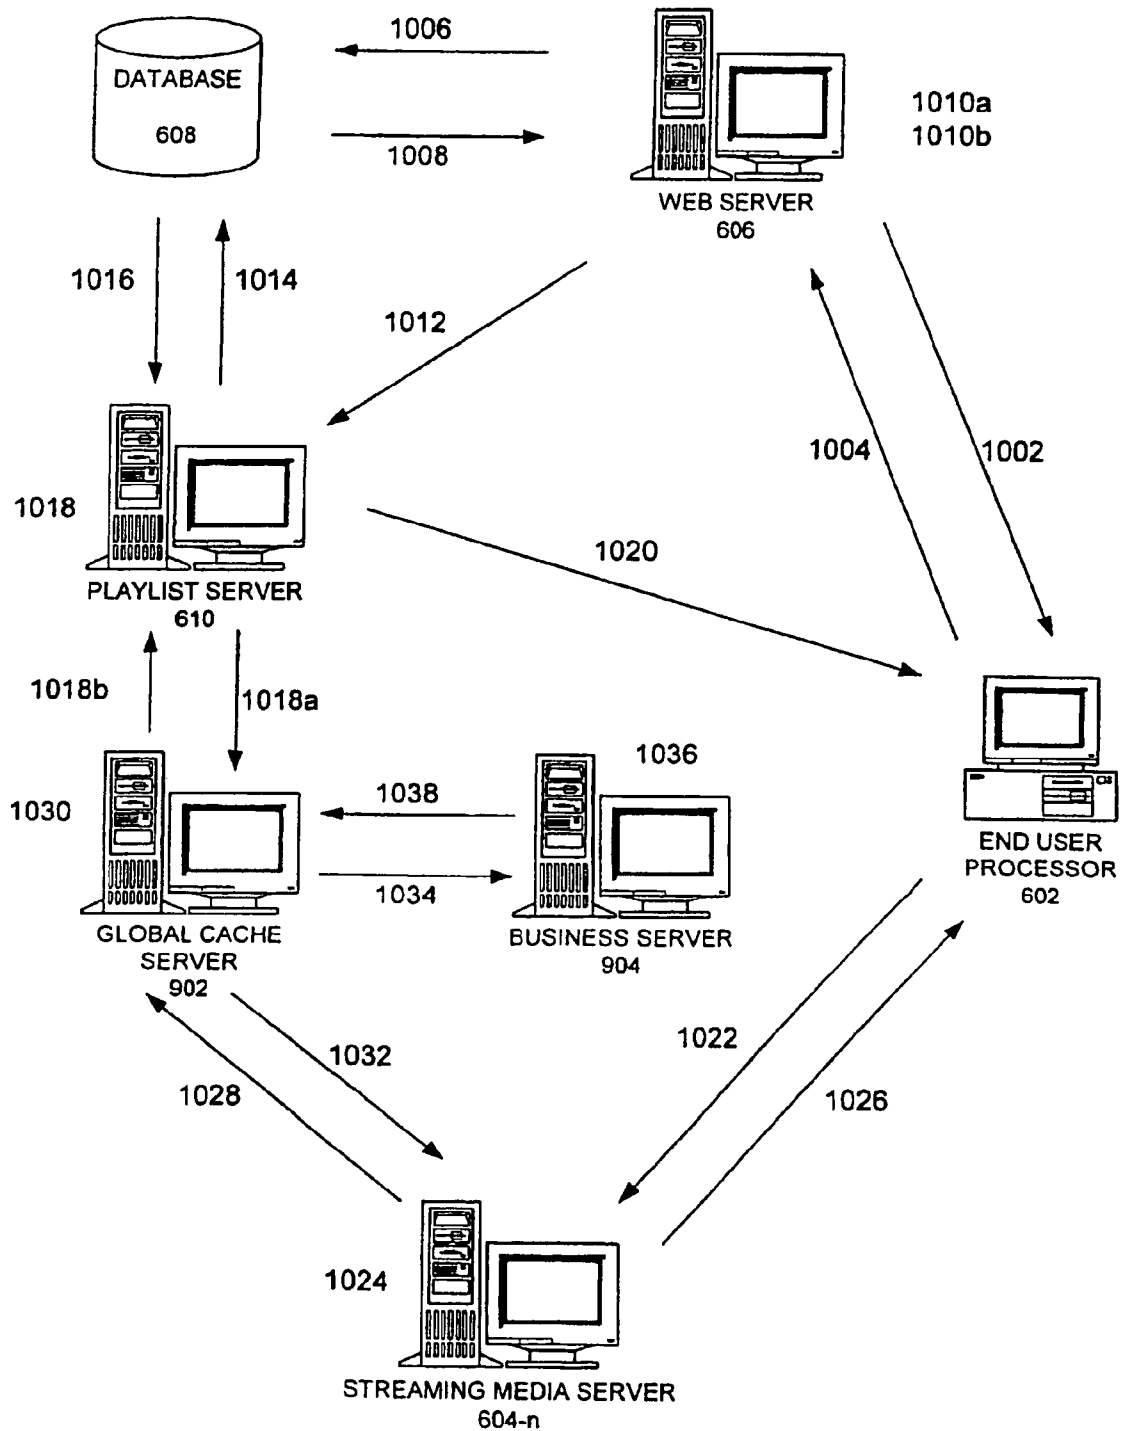 1006
DATABASE
608
1008
1010a
1010b
WEB SERVER
606
1016
1014
1012
1004
1002
1018
PLAYLIST SERVER
610
1020
1018b
1018a
1030
1038
1034
1036
GLOBAL CACHE
SERVER
902
BUSINESS SERVER
904
END USER
PROCESSOR
602
1032
1028
1022
1026
1024
STREAMING MEDIA SERVER
604-n